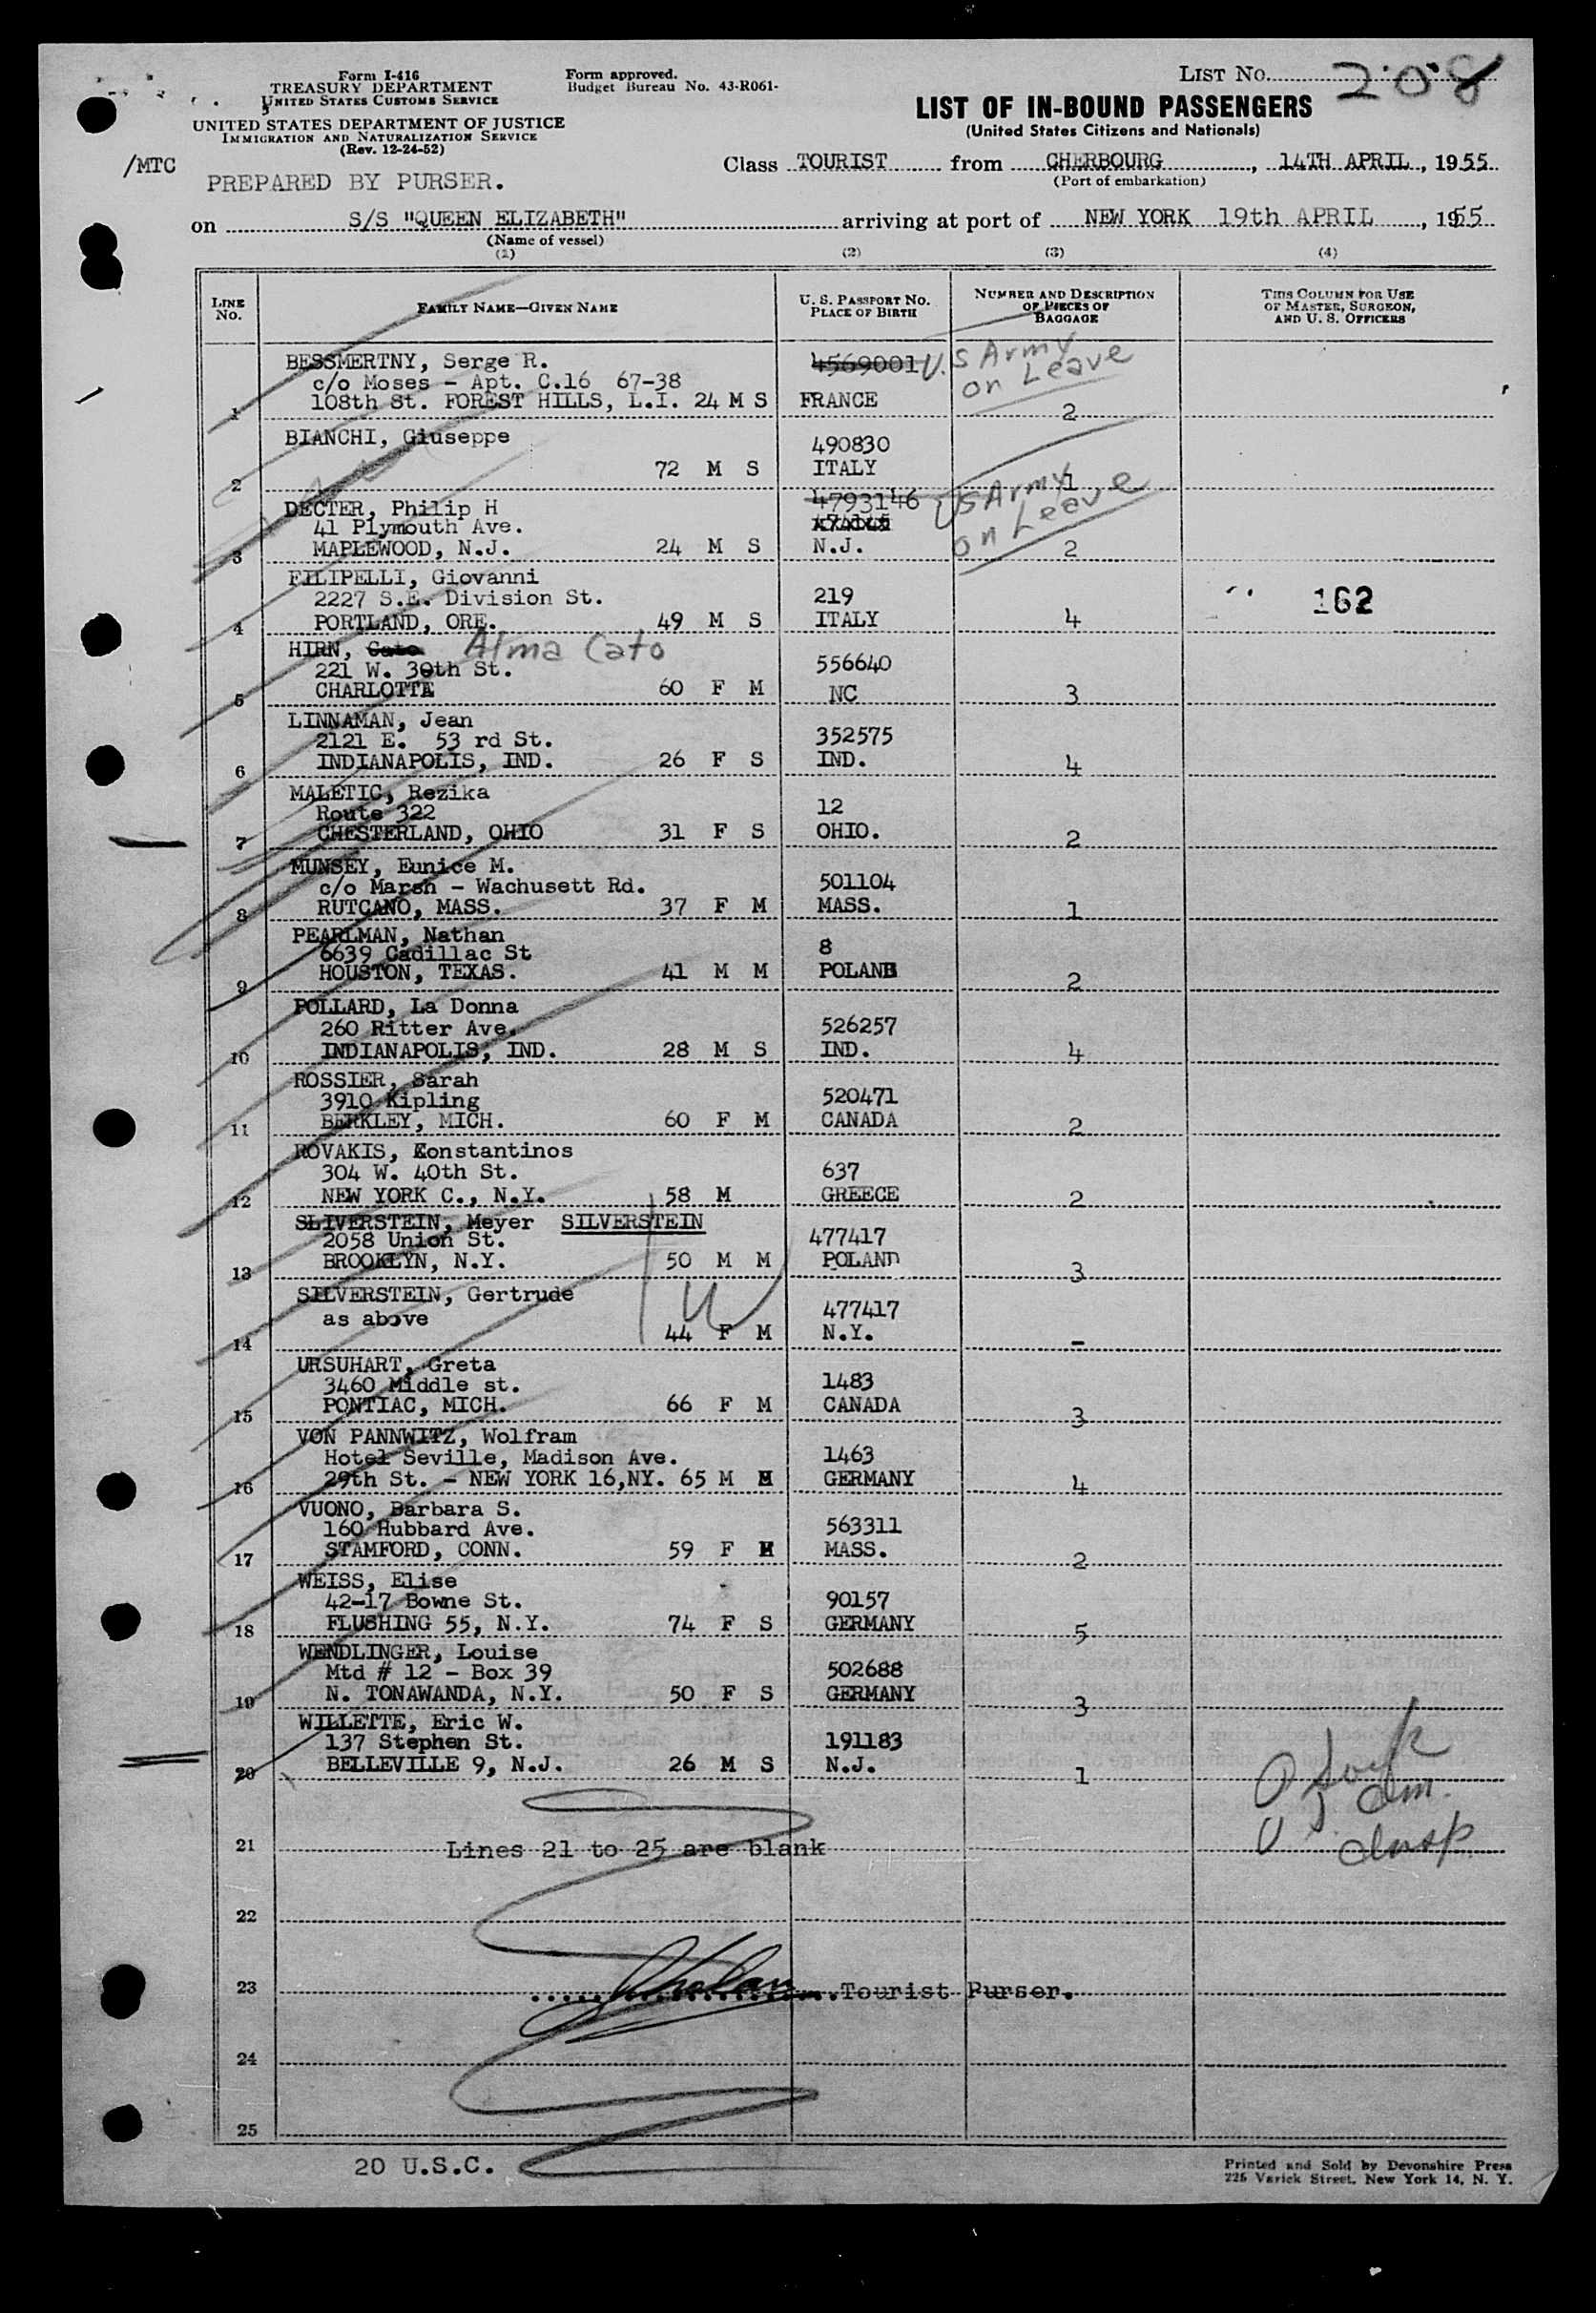 Form I-416
TREASURY DEPARTMENT
UNITED STATES CUSTOMS SERVICE
UNITED STATES DEPARTMENT OF JUSTICE
IMMIGRATION AND NATURALIZATION SERVICE
(Rev. 12-24-52)
Form approved.
Budget Bureau No. 43-R061-
LIST No. 208
LIST OF IN-BOUND PASSENGERS
(United States Citizens and Nationals)
/MTC
PREPARED BY PURSER.
Class TOURIST from CHERBOURG, 14TH APRIL, 1955
(Port of embarkation)
on S/S "QUEEN ELIZABETH" arriving at port of NEW YORK 19th APRIL, 1955
(Name of vessel)
(1) (2) (3) (4)
LINE No. FAMILY NAME—GIVEN NAME U. S. PASSPORT NO. PLACE OF BIRTH NUMBER AND DESCRIPTION OF PIECES OF BAGGAGE THIS COLUMN FOR USE OF MASTER, SURGEON, AND U. S. OFFICERS
BESSMERTNY, Serge R. 4569001 U.S Army
c/o Moses - Apt. C.16 67-38 on Leave
1 108th St. FOREST HILLS, L.I. 24 M S FRANCE 2
BIANCHI, Giuseppe 490830
2 72 M S ITALY 1
DECTER, Philip H 4793146 US Army
41 Plymouth Ave. on Leave
3 MAPLEWOOD, N.J. 24 M S N.J. 2
FILIPELLI, Giovanni
2227 S.E. Division St. 219 162
4 PORTLAND, ORE. 49 M S ITALY 4
HIRN, Cato Alma Cato
221 W. 30th St. 556640
5 CHARLOTTE 60 F M NC 3
LINNAMAN, Jean
2121 E. 53 rd St. 352575
6 INDIANAPOLIS, IND. 26 F S IND. 4
MALETIC, Rezika
Route 322 12
7 CHESTERLAND, OHIO 31 F S OHIO. 2
MUNSEY, Eunice M.
c/o Marsh - Wachusett Rd. 501104
8 RUTCANO, MASS. 37 F M MASS. 1
PEARLMAN, Nathan
6639 Cadillac St 8
9 HOUSTON, TEXAS. 41 M M POLAND 2
POLLARD, La Donna
260 Ritter Ave. 526257
10 INDIANAPOLIS, IND. 28 M S IND. 4
ROSSIER, Sarah
3910 Kipling 520471
11 BERKLEY, MICH. 60 F M CANADA 2
ROVAKIS, Konstantinos
304 W. 40th St. 637
12 NEW YORK C., N.Y. 58 M GREECE 2
SLIVERSTEIN, Meyer SILVERSTEIN
2058 Union St. 477417
13 BROOKLYN, N.Y. 50 M M POLAND 3
SILVERSTEIN, Gertrude
as above 477417
14 44 F M N.Y. -
URSUHART, Greta
3460 Middle st. 1483
15 PONTIAC, MICH. 66 F M CANADA 3
VON PANNWITZ, Wolfram
Hotel Seville, Madison Ave. 1463
16 29th St. - NEW YORK 16,NY. 65 M M GERMANY 4
VUONO, Barbara S.
160 Hubbard Ave. 563311
17 STAMFORD, CONN. 59 F M MASS. 2
WEISS, Elise
42-17 Bowne St. 90157
18 FLUSHING 55, N.Y. 74 F S GERMANY 5
WENDLINGER, Louise
Mtd # 12 - Box 39 502688
19 N. TONAWANDA, N.Y. 50 F S GERMANY 3
WILLETTE, Eric W.
137 Stephen St. 191183
20 BELLEVILLE 9, N.J. 26 M S N.J. 1
21 Lines 21 to 25 are blank
22
23 Tourist Purser.
24
25
20 U.S.C.
Printed and Sold by Devonshire Press
225 Varick Street, New York 14, N. Y.